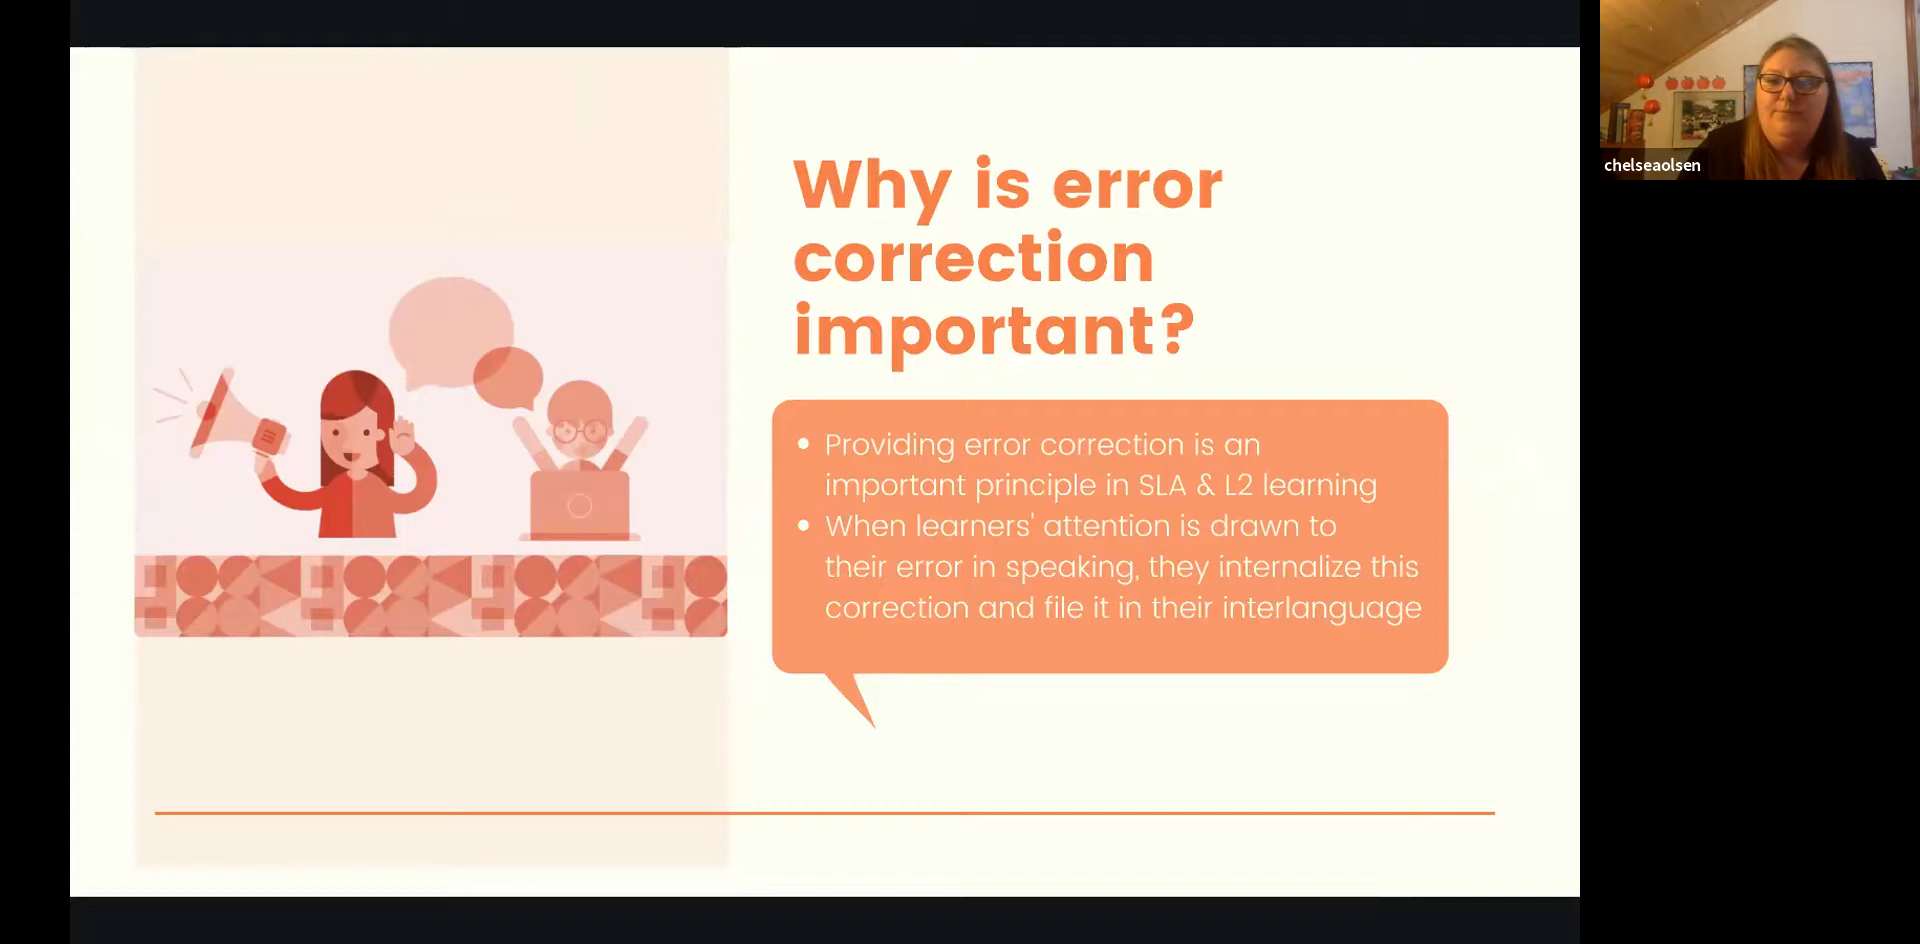 Why is error
correction
important?
• Providing error correction is an
important principle in SLA & L2 learning
• When learners' attention is drawn to
their error in speaking, they internalize this
correction and file it in their interlanguage
chelseaolsen